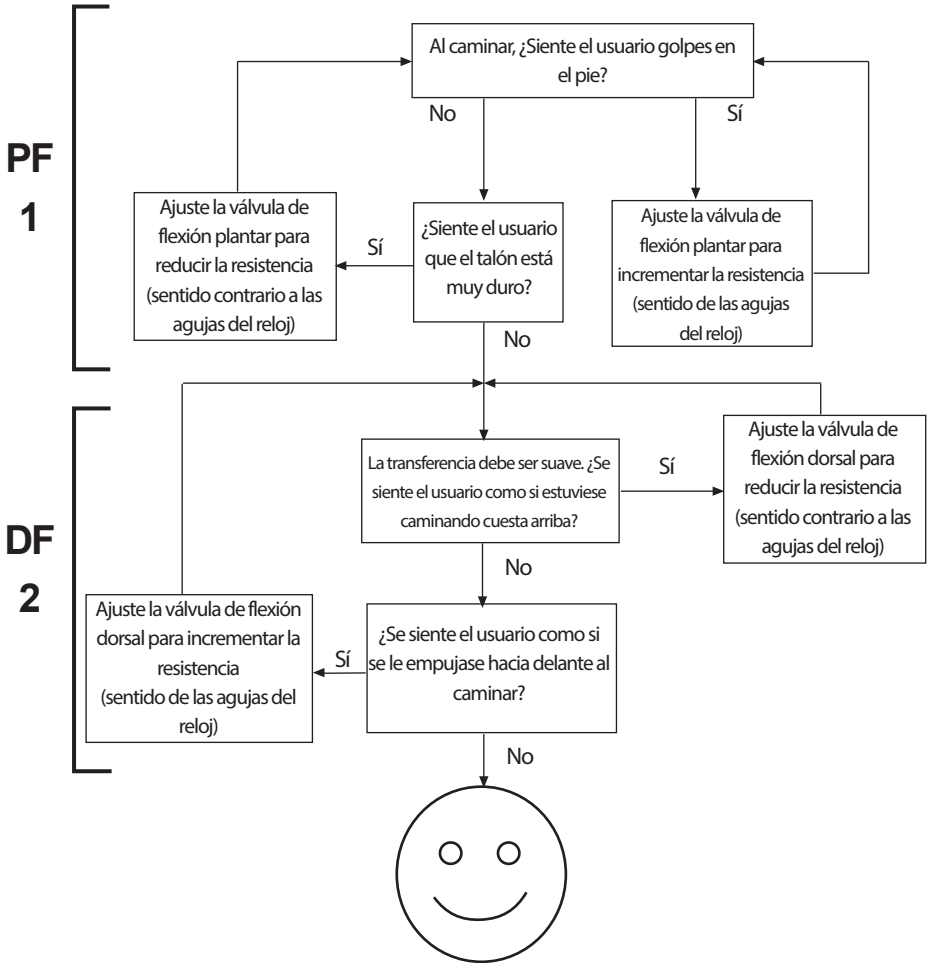 Al caminar, ¿Siente el usuario golpes en
el pie?
No
Sí
PF
1
Ajuste la válvula de
flexión plantar para
reducir la resistencia
(sentido contrario a las
agujas del reloj)
Sí
¿Siente el usuario
que el talón está
muy duro?
Ajuste la válvula de
flexión plantar para
incrementar la resistencia
(sentido de las agujas
del reloj)
No
DF
2
La transferencia debe ser suave. ¿Se
siente el usuario como si estuviese
caminando cuesta arriba?
Sí
Ajuste la válvula de
flexión dorsal para
reducir la resistencia
(sentido contrario a las
agujas del reloj)
No
Ajuste la válvula de flexión
dorsal para incrementar la
resistencia
(sentido de las agujas del
reloj)
Sí
¿Se siente el usuario como si
se le empujase hacia delante al
caminar?
No